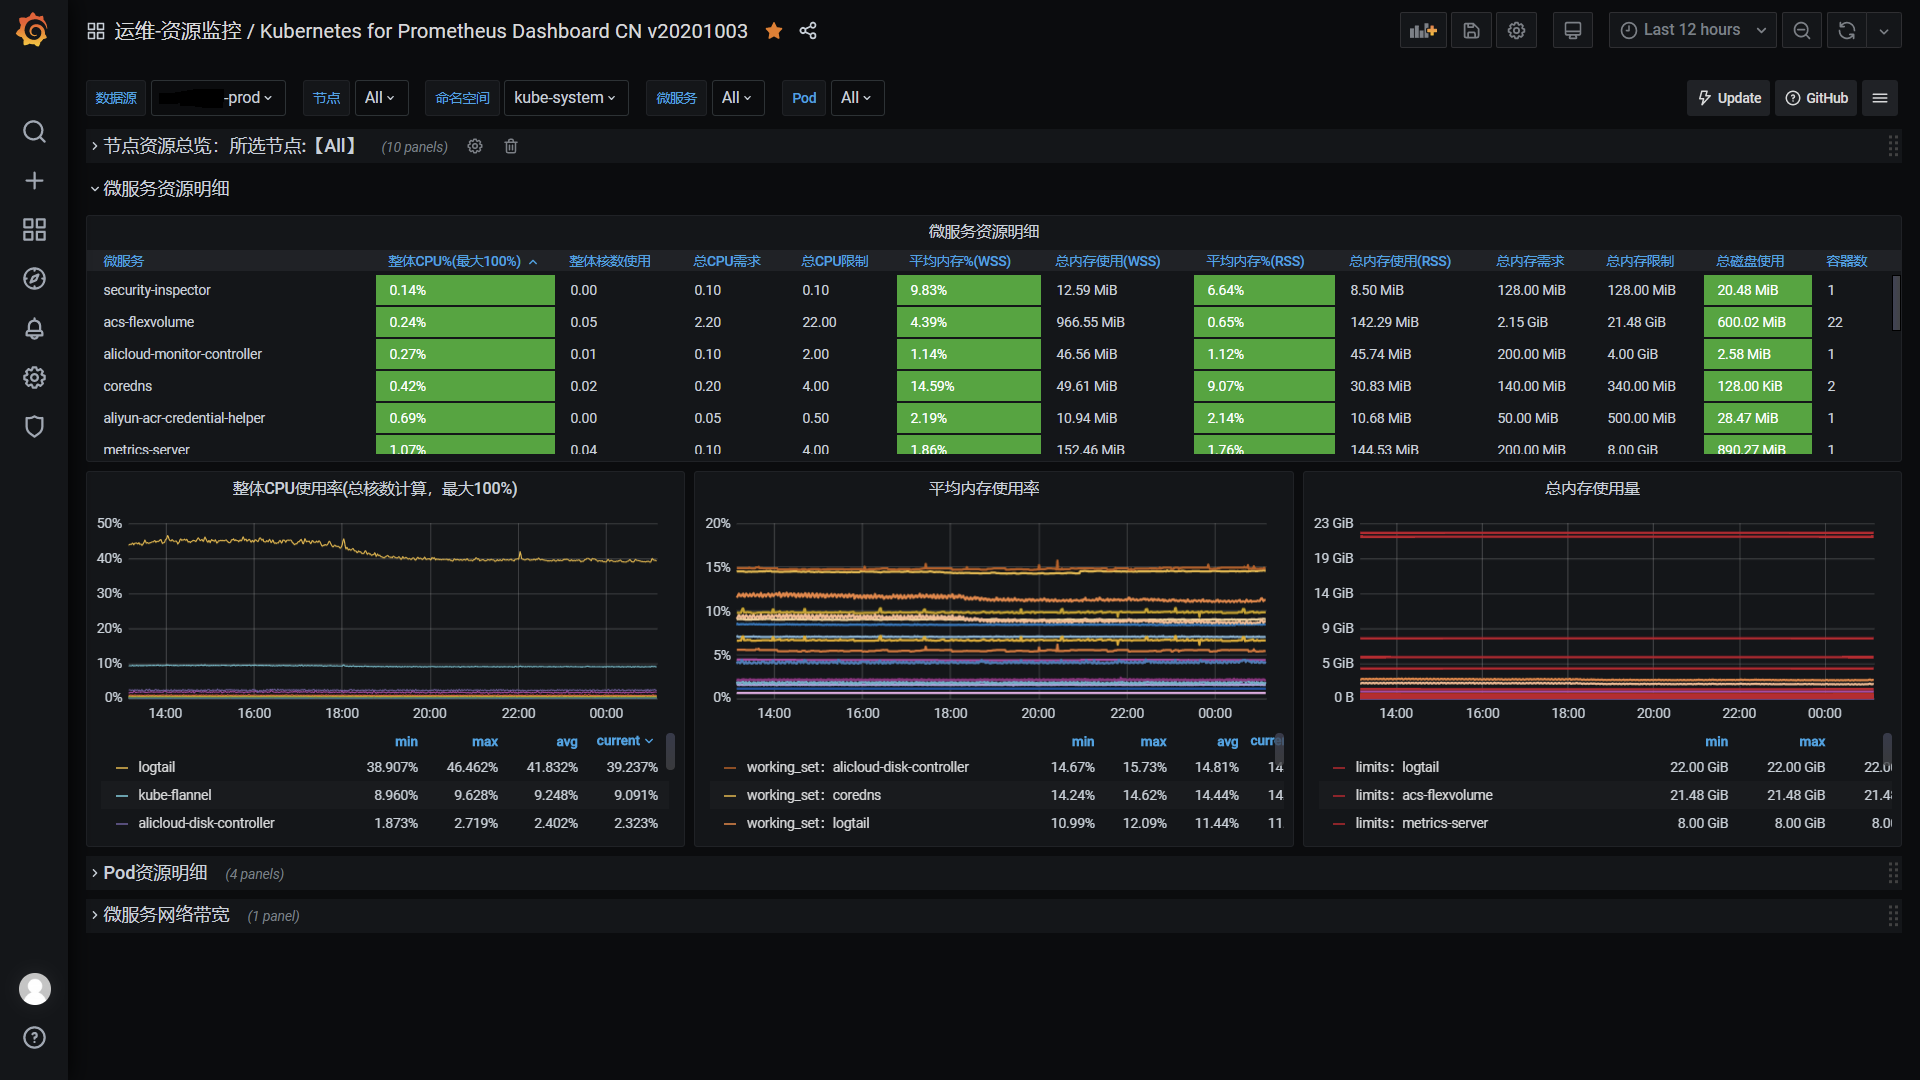 运维-资源监控 / Kubernetes for Prometheus Dashboard CN v20201003
Last 12 hours
数据源 -prod 节点 All 命名空间 kube-system 微服务 All Pod All Update GitHub
节点资源总览：所选节点:【All】 (10 panels)
微服务资源明细
微服务资源明细
微服务 整体CPU%(最大100%) 整体核数使用 总CPU需求 总CPU限制 平均内存%(WSS) 总内存使用(WSS) 平均内存%(RSS) 总内存使用(RSS) 总内存需求 总内存限制 总磁盘使用 容器数
security-inspector 0.14% 0.00 0.10 0.10 9.83% 12.59 MiB 6.64% 8.50 MiB 128.00 MiB 128.00 MiB 20.48 MiB 1
acs-flexvolume 0.24% 0.05 2.20 22.00 4.39% 966.55 MiB 0.65% 142.29 MiB 2.15 GiB 21.48 GiB 600.02 MiB 22
alicloud-monitor-controller 0.27% 0.01 0.10 2.00 1.14% 46.56 MiB 1.12% 45.74 MiB 200.00 MiB 4.00 GiB 2.58 MiB 1
coredns 0.42% 0.02 0.20 4.00 14.59% 49.61 MiB 9.07% 30.83 MiB 140.00 MiB 340.00 MiB 128.00 KiB 2
aliyun-acr-credential-helper 0.69% 0.00 0.05 0.50 2.19% 10.94 MiB 2.14% 10.68 MiB 50.00 MiB 500.00 MiB 28.47 MiB 1
metrics-server 1.07% 0.04 0.10 4.00 1.86% 152.46 MiB 1.76% 144.53 MiB 200.00 MiB 8.00 GiB 890.27 MiB 1
整体CPU使用率(总核数计算，最大100%)
50%
40%
30%
20%
10%
0%
14:00 16:00 18:00 20:00 22:00 00:00
min max avg current
logtail 38.907% 46.462% 41.832% 39.237%
kube-flannel 8.960% 9.628% 9.248% 9.091%
alicloud-disk-controller 1.873% 2.719% 2.402% 2.323%
平均内存使用率
20%
15%
10%
5%
0%
14:00 16:00 18:00 20:00 22:00 00:00
min max avg curre
working_set：alicloud-disk-controller 14.67% 15.73% 14.81% 14.
working_set：coredns 14.24% 14.62% 14.44% 14.
working_set：logtail 10.99% 12.09% 11.44% 11.
总内存使用量
23 GiB
19 GiB
14 GiB
9 GiB
5 GiB
0 B
14:00 16:00 18:00 20:00 22:00 00:00
min max
limits：logtail 22.00 GiB 22.00 GiB 22.0
limits：acs-flexvolume 21.48 GiB 21.48 GiB 21.4
limits：metrics-server 8.00 GiB 8.00 GiB 8.0
Pod资源明细 (4 panels)
微服务网络带宽 (1 panel)